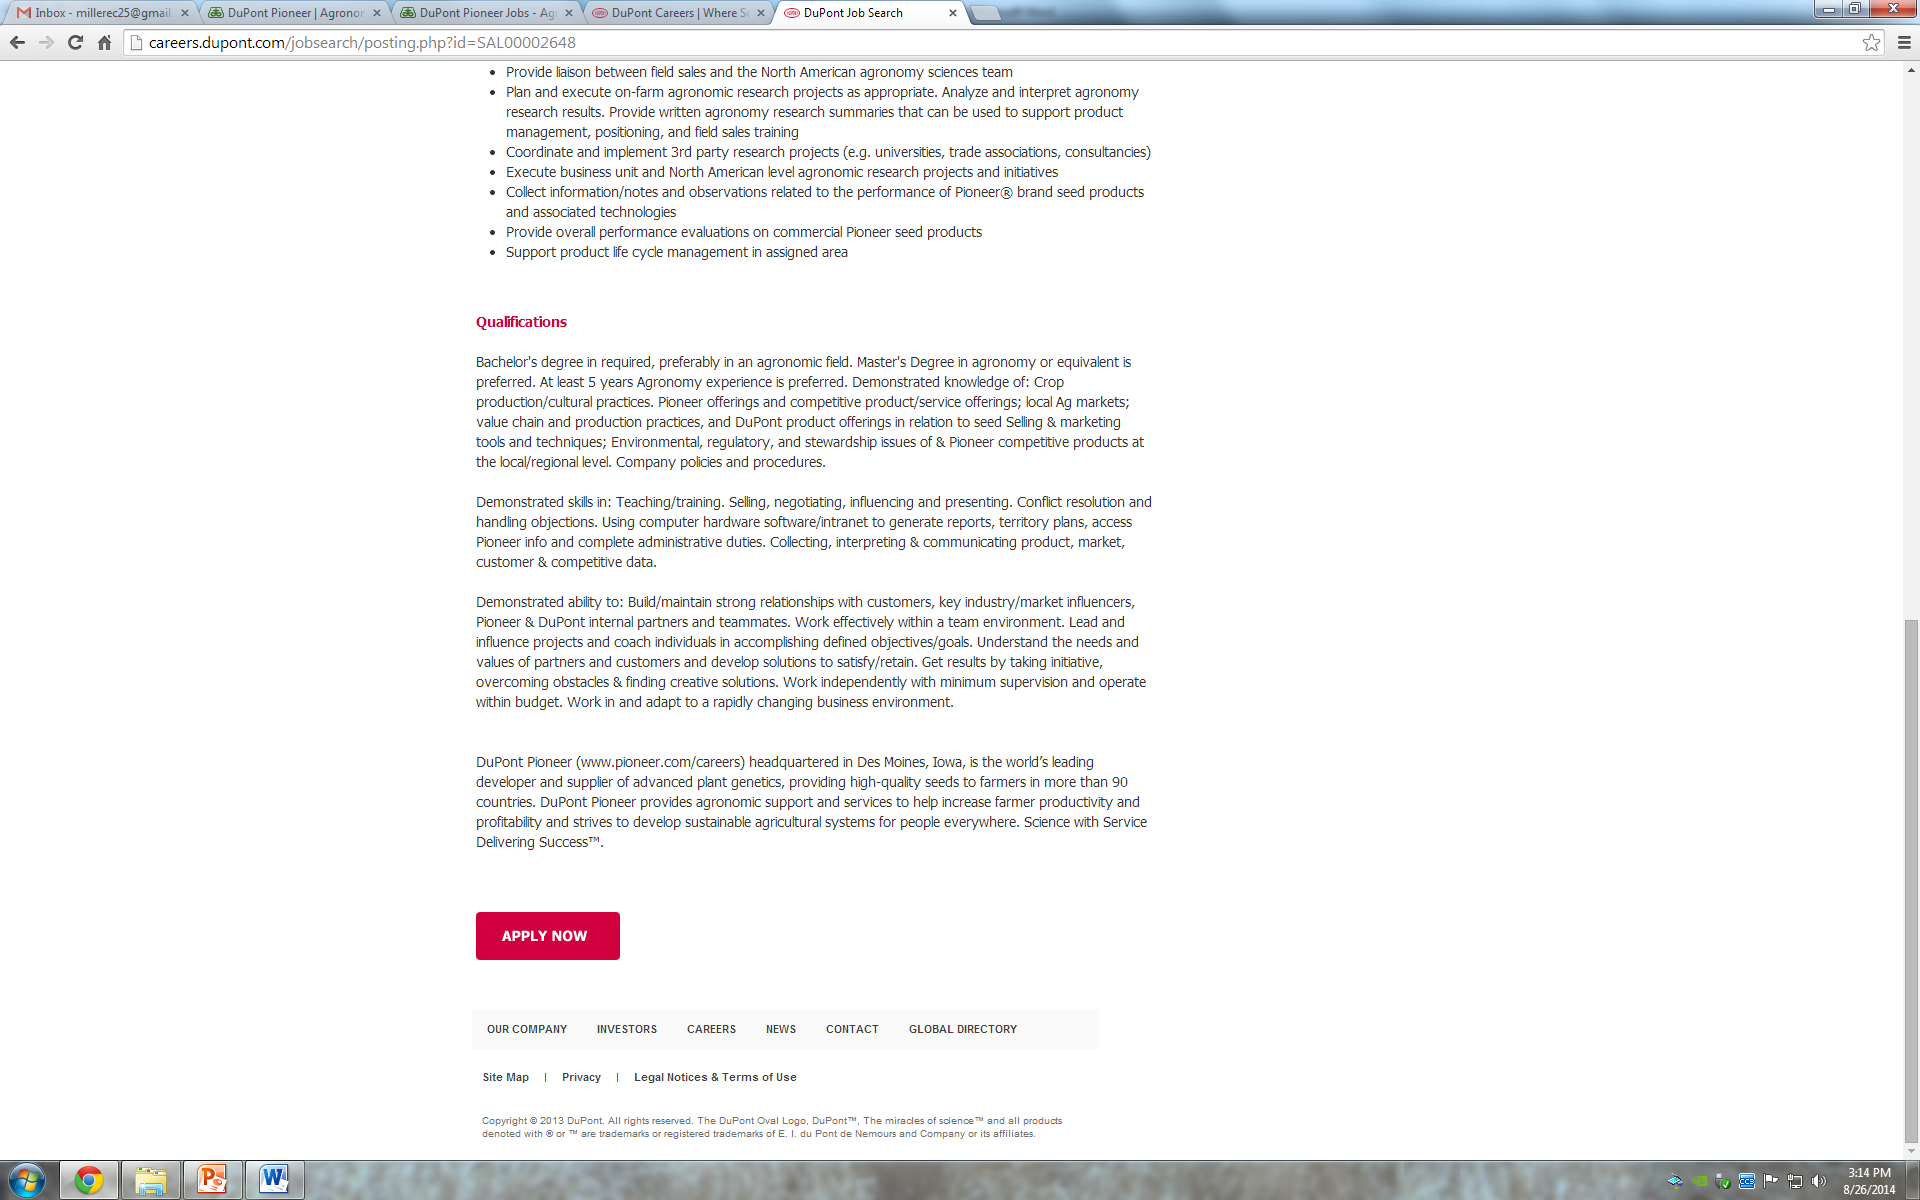 Inbox - millerec25@gmail.
DuPont Pioneer | Agronor
DuPont Pioneer Jobs - Ag
DuPont Careers | Where S
DuPont Job Search
careers.dupont.com/jobsearch/posting.php?id=SAL00002648
• Provide liaison between field sales and the North American agronomy sciences team
• Plan and execute on-farm agronomic research projects as appropriate. Analyze and interpret agronomy
research results. Provide written agronomy research summaries that can be used to support product
management, positioning, and field sales training
• Coordinate and implement 3rd party research projects (e.g. universities, trade associations, consultancies)
• Execute business unit and North American level agronomic research projects and initiatives
• Collect information/notes and observations related to the performance of Pioneer® brand seed products
and associated technologies
• Provide overall performance evaluations on commercial Pioneer seed products
• Support product life cycle management in assigned area
Qualifications
Bachelor's degree in required, preferably in an agronomic field. Master's Degree in agronomy or equivalent is
preferred. At least 5 years Agronomy experience is preferred. Demonstrated knowledge of: Crop
production/cultural practices. Pioneer offerings and competitive product/service offerings; local Ag markets;
value chain and production practices, and DuPont product offerings in relation to seed Selling & marketing
tools and techniques; Environmental, regulatory, and stewardship issues of & Pioneer competitive products at
the local/regional level. Company policies and procedures.
Demonstrated skills in: Teaching/training. Selling, negotiating, influencing and presenting. Conflict resolution and
handling objections. Using computer hardware software/intranet to generate reports, territory plans, access
Pioneer info and complete administrative duties. Collecting, interpreting & communicating product, market,
customer & competitive data.
Demonstrated ability to: Build/maintain strong relationships with customers, key industry/market influencers,
Pioneer & DuPont internal partners and teammates. Work effectively within a team environment. Lead and
influence projects and coach individuals in accomplishing defined objectives/goals. Understand the needs and
values of partners and customers and develop solutions to satisfy/retain. Get results by taking initiative,
overcoming obstacles & finding creative solutions. Work independently with minimum supervision and operate
within budget. Work in and adapt to a rapidly changing business environment.
DuPont Pioneer (www.pioneer.com/careers) headquartered in Des Moines, Iowa, is the world’s leading
developer and supplier of advanced plant genetics, providing high-quality seeds to farmers in more than 90
countries. DuPont Pioneer provides agronomic support and services to help increase farmer productivity and
profitability and strives to develop sustainable agricultural systems for people everywhere. Science with Service
Delivering Success™.
APPLY NOW
OUR COMPANY INVESTORS CAREERS NEWS CONTACT GLOBAL DIRECTORY
Site Map | Privacy | Legal Notices & Terms of Use
Copyright © 2013 DuPont. All rights reserved. The DuPont Oval Logo, DuPont™, The miracles of science™ and all products
denoted with ® or ™ are trademarks or registered trademarks of E. I. du Pont de Nemours and Company or its affiliates.
3:14 PM
8/26/2014